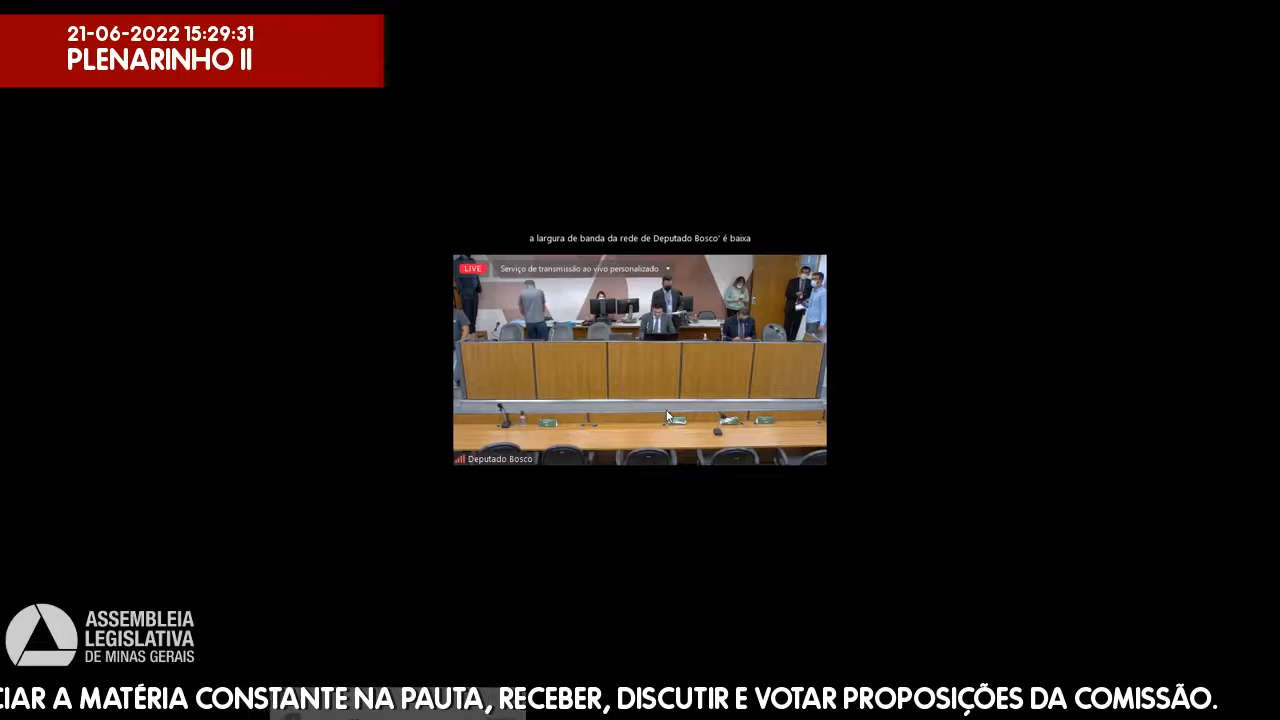 21-06-2022 15:29:31
PLENARINHO II
a largura de banda da rede de Deputado Bosco' é baixa
LIVE Serviço de transmissão ao vivo personalizado
Deputado Bosco
ASSEMBLEIA
LEGISLATIVA
DE MINAS GERAIS
CIAR A MATÉRIA CONSTANTE NA PAUTA, RECEBER, DISCUTIR E VOTAR PROPOSIÇÕES DA COMISSÃO.